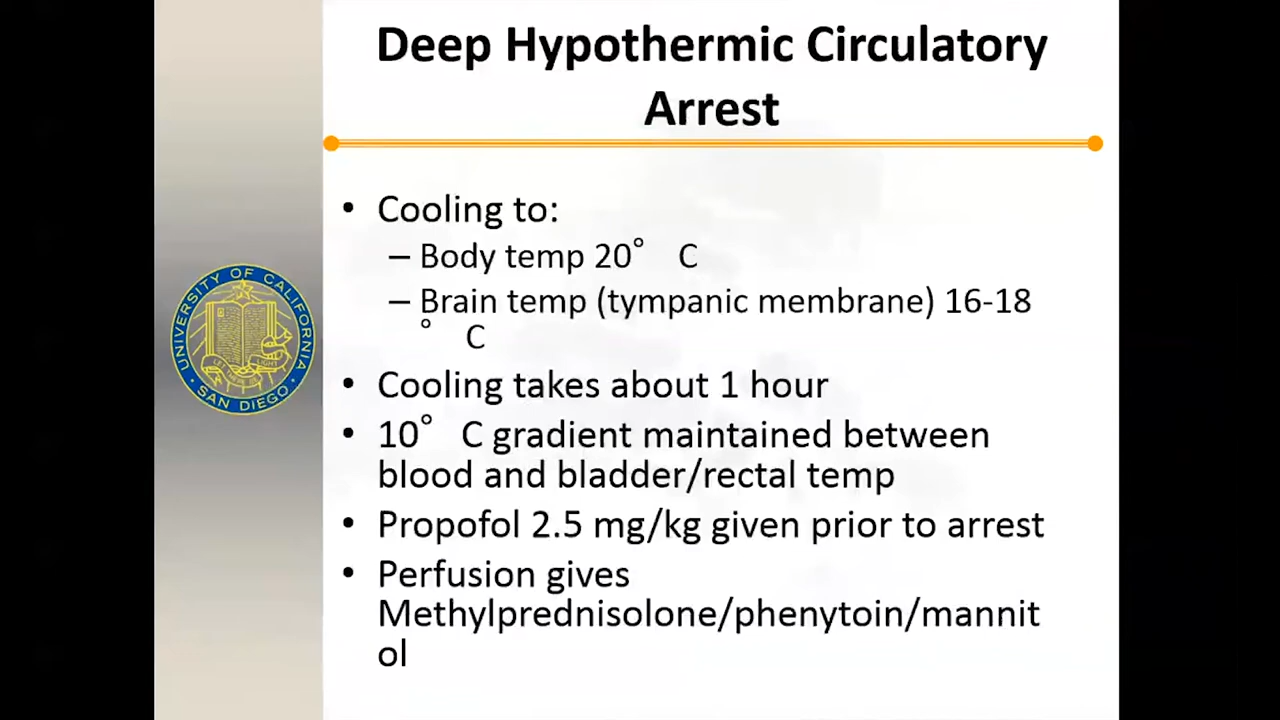 Deep Hypothermic Circulatory
Arrest
• Cooling to:
– Body temp 20° C
– Brain temp (tympanic membrane) 16-18
° C
• Cooling takes about 1 hour
• 10° C gradient maintained between
blood and bladder/rectal temp
• Propofol 2.5 mg/kg given prior to arrest
• Perfusion gives
Methylprednisolone/phenytoin/mannit
ol
UNIVERSITY OF CALIFORNIA
SAN DIEGO